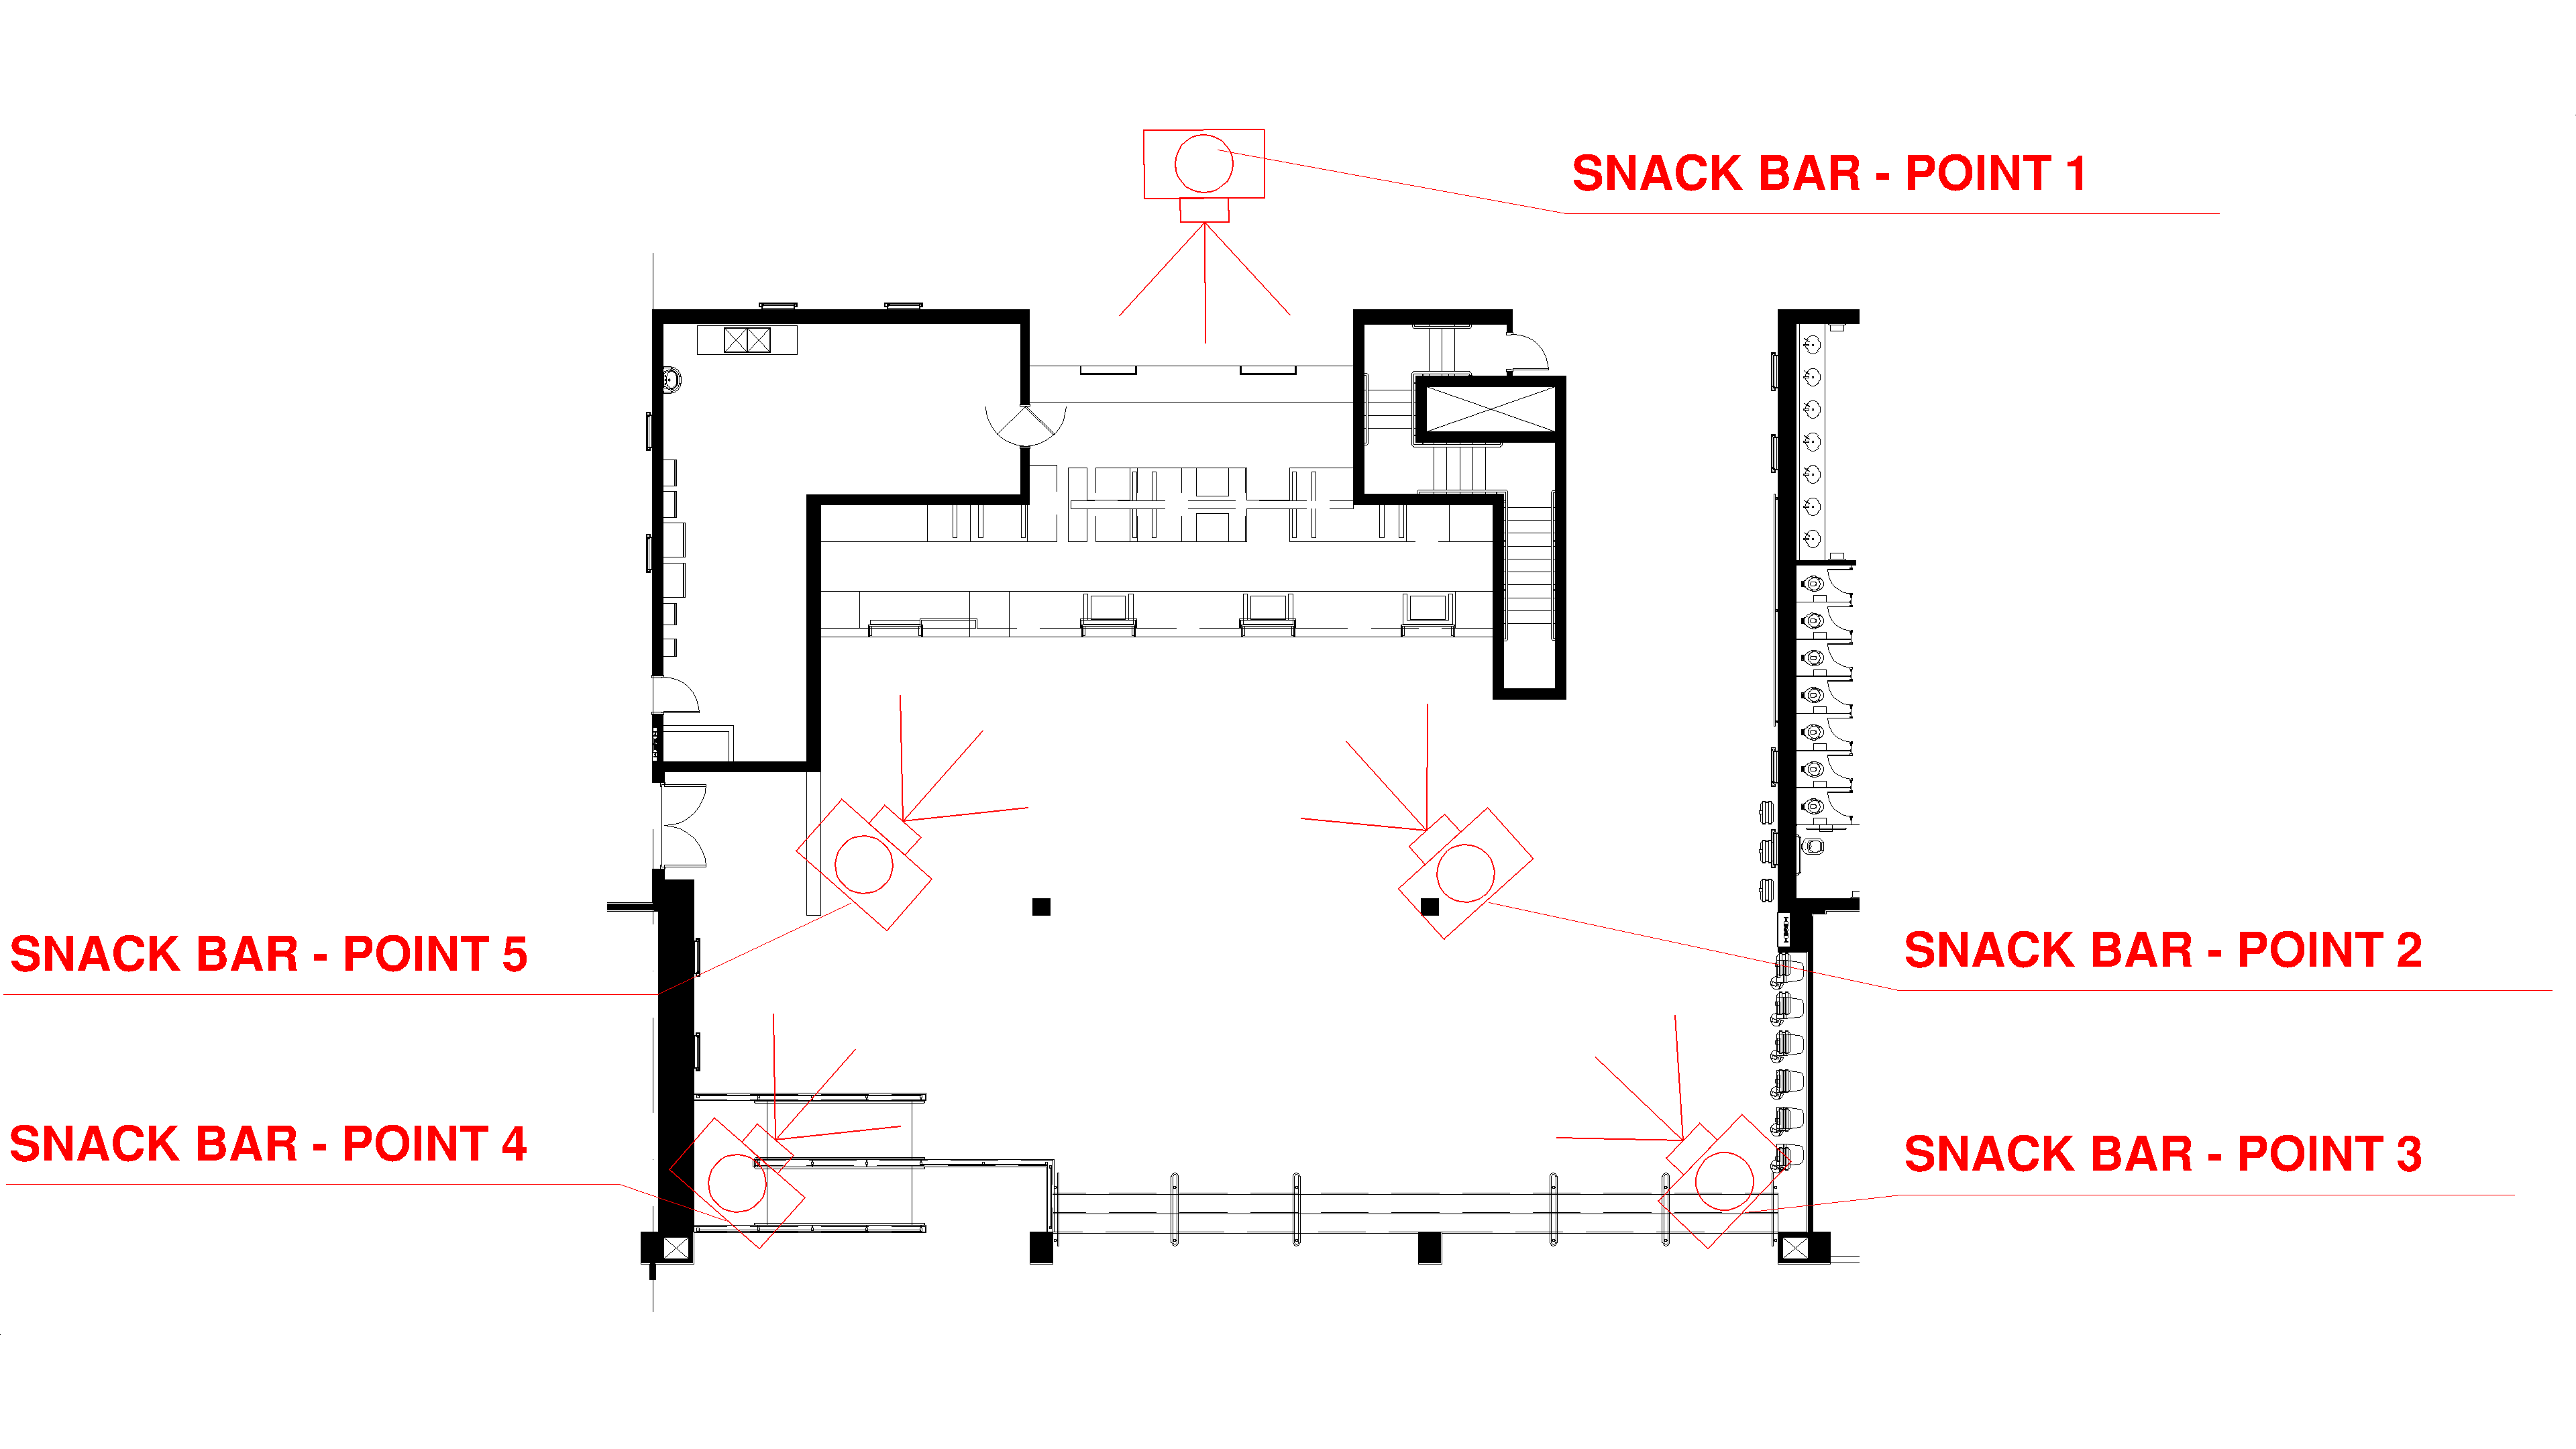 SNACK BAR - POINT 1
SNACK BAR - POINT 5
SNACK BAR - POINT 2
SNACK BAR - POINT 4
SNACK BAR - POINT 3